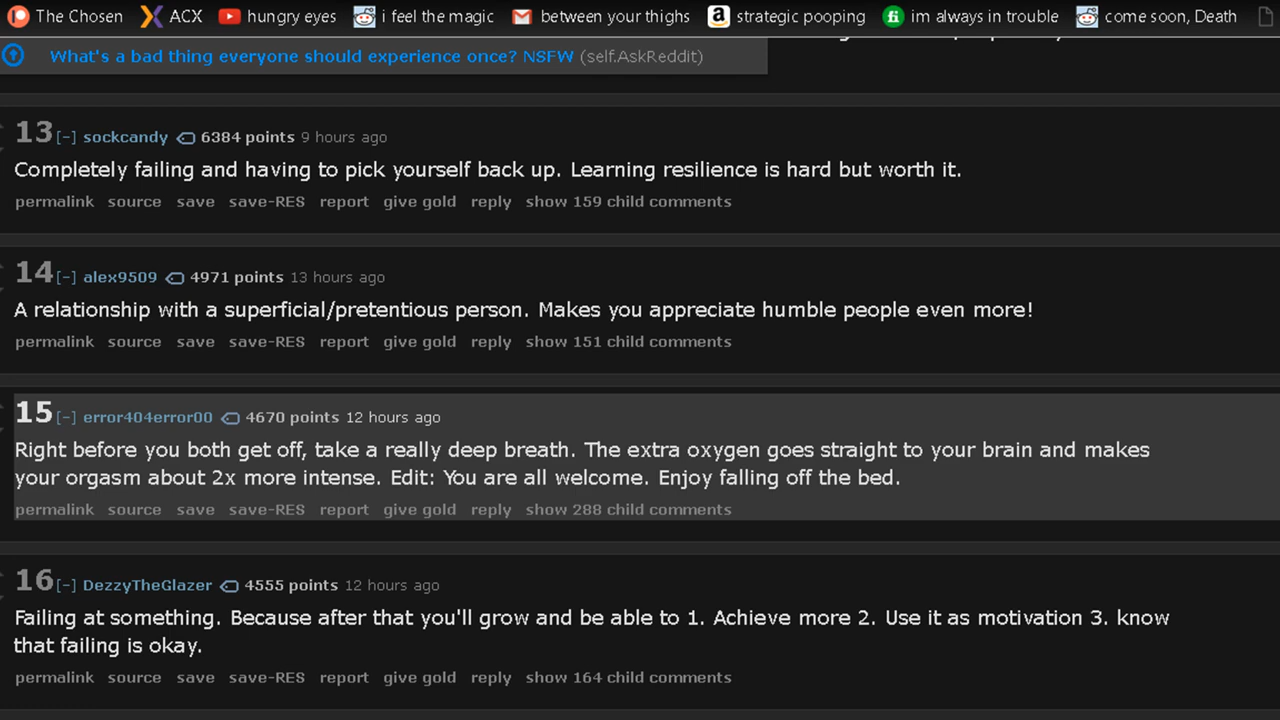 The Chosen ACX hungry eyes i feel the magic between your thighs strategic pooping im always in trouble come soon, Death
What's a bad thing everyone should experience once? NSFW (self.AskReddit)
13 [-] sockcandy 6384 points 9 hours ago
Completely failing and having to pick yourself back up. Learning resilience is hard but worth it.
permalink source save save-RES report give gold reply show 159 child comments
14 [-] alex9509 4971 points 13 hours ago
A relationship with a superficial/pretentious person. Makes you appreciate humble people even more!
permalink source save save-RES report give gold reply show 151 child comments
15 [-] error404error00 4670 points 12 hours ago
Right before you both get off, take a really deep breath. The extra oxygen goes straight to your brain and makes
your orgasm about 2x more intense. Edit: You are all welcome. Enjoy falling off the bed.
permalink source save save-RES report give gold reply show 288 child comments
16 [-] DezzyTheGlazer 4555 points 12 hours ago
Failing at something. Because after that you'll grow and be able to 1. Achieve more 2. Use it as motivation 3. know
that failing is okay.
permalink source save save-RES report give gold reply show 164 child comments